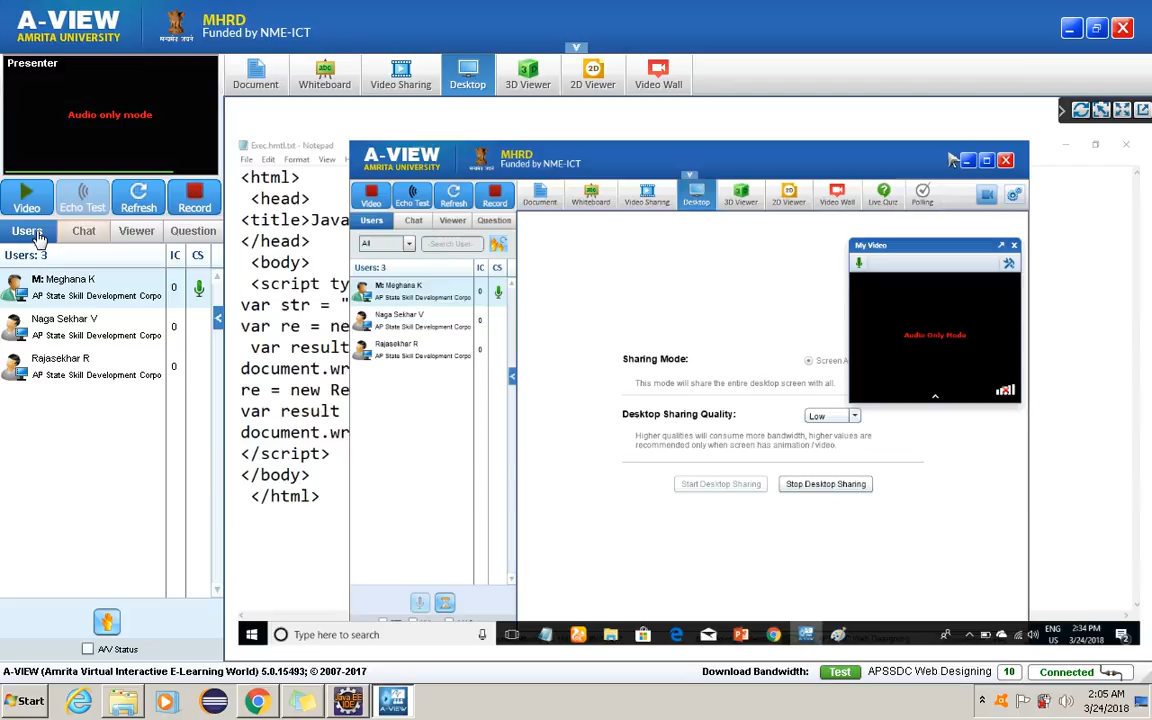 A-VIEW
AMRITA UNIVERSITY
MHRD
Funded by NME-ICT
Presenter
Audio only mode
Document
Whiteboard
Video Sharing
Desktop
3D Viewer
2D Viewer
Video Wall
Video
Echo Test
Refresh
Record
Users
Chat
Viewer
Question
Users: 3
IC
CS
M: Meghana K
AP State Skill Development Corpo
0
Naga Sekhar V
AP State Skill Development Corpo
0
Rajasekhar R
AP State Skill Development Corpo
0
A/V Status
Exec.hmtl.txt - Notepad
File Edit Format View
<html>
<head>
<title>Java
</head>
<body>
<script ty
var str = "
var re = ne
var result
document.wr
re = new Re
var result
document.wr
</script>
</body>
</html>
A-VIEW
AMRITA UNIVERSITY
MHRD
Funded by NME-ICT
Video
Echo Test
Refresh
Record
Document
Whiteboard
Video Sharing
Desktop
3D Viewer
2D Viewer
Video Wall
Live Quiz
Polling
Users
Chat
Viewer
Question
All
Search User
Users: 3
IC
CS
M: Meghana K
AP State Skill Development Corpo
0
Naga Sekhar V
AP State Skill Development Corpo
0
Rajasekhar R
AP State Skill Development Corpo
0
My Video
Audio Only Mode
Sharing Mode:
Screen A
This mode will share the entire desktop screen with all.
Desktop Sharing Quality:
Low
Higher qualities will consume more bandwidth, higher values are
recommended only when screen has animation / video.
Start Desktop Sharing
Stop Desktop Sharing
Type here to search
ENG
US
2:34 PM
3/24/2018
A-VIEW (Amrita Virtual Interactive E-Learning World) 5.0.15493; © 2007-2017
Download Bandwidth:
Test
APSSDC Web Designing
10
Connected
Start
2:05 AM
3/24/2018